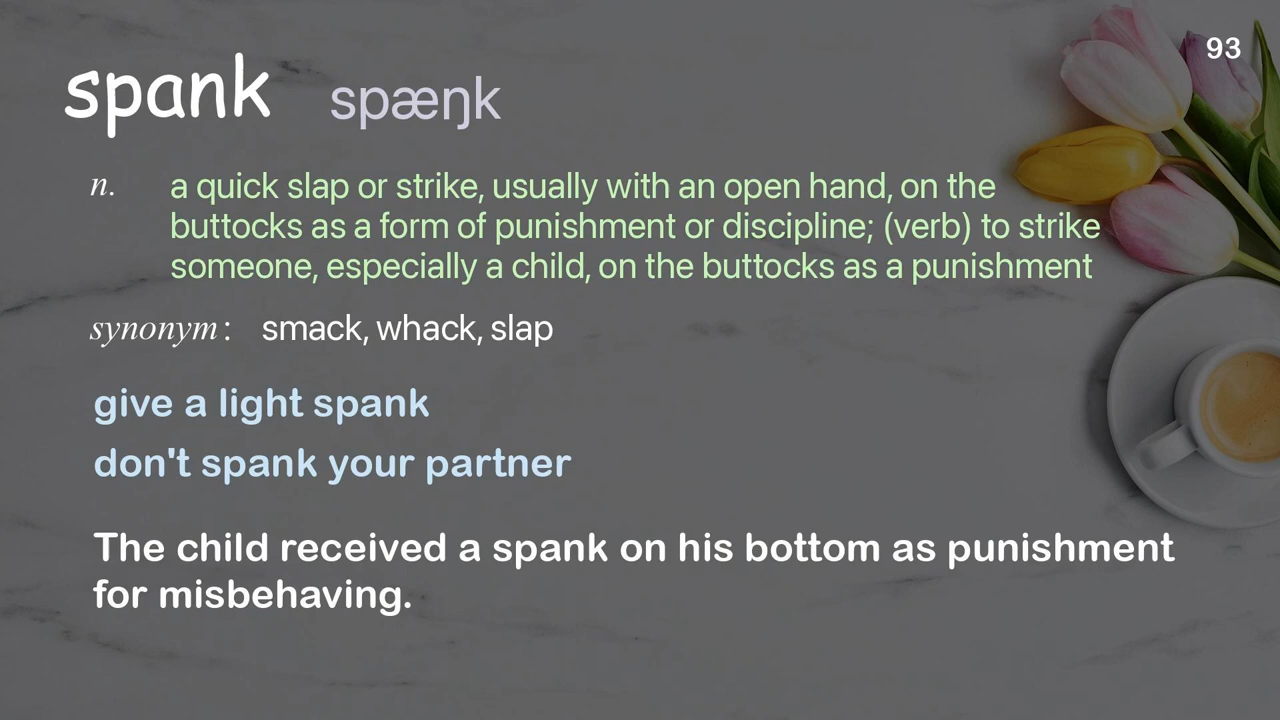 93
spank spæŋk
n. a quick slap or strike, usually with an open hand, on the
buttocks as a form of punishment or discipline; (verb) to strike
someone, especially a child, on the buttocks as a punishment
synonym: smack, whack, slap
give a light spank
don't spank your partner
The child received a spank on his bottom as punishment
for misbehaving.